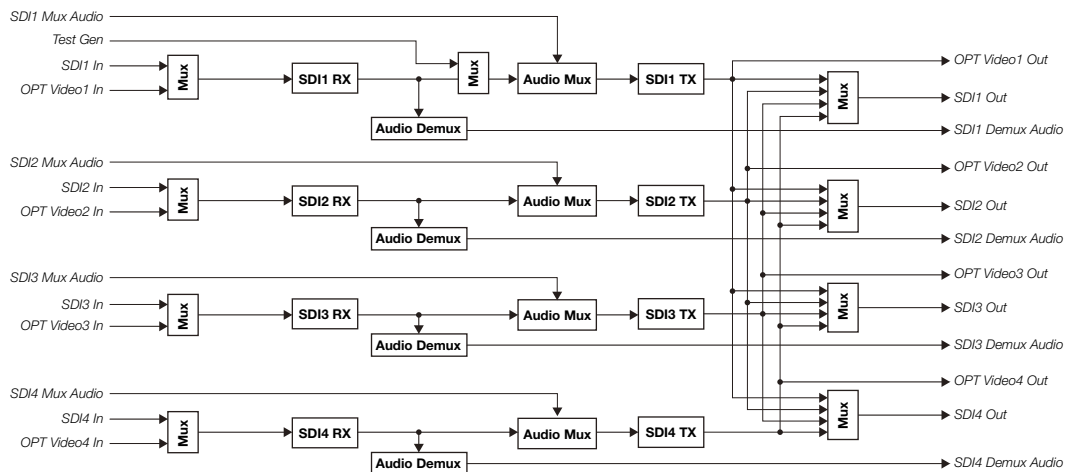 SDI1 Mux Audio
Test Gen
SDI1 In
OPT Video1 In
Mux
SDI1 RX
Mux
Audio Mux
SDI1 TX
Audio Demux
Mux
OPT Video1 Out
SDI1 Out
SDI1 Demux Audio
SDI2 Mux Audio
SDI2 In
OPT Video2 In
Mux
SDI2 RX
Audio Mux
SDI2 TX
Audio Demux
Mux
OPT Video2 Out
SDI2 Out
SDI2 Demux Audio
SDI3 Mux Audio
SDI3 In
OPT Video3 In
Mux
SDI3 RX
Audio Mux
SDI3 TX
Audio Demux
Mux
OPT Video3 Out
SDI3 Out
SDI3 Demux Audio
SDI4 Mux Audio
SDI4 In
OPT Video4 In
Mux
SDI4 RX
Audio Mux
SDI4 TX
Audio Demux
Mux
OPT Video4 Out
SDI4 Out
SDI4 Demux Audio